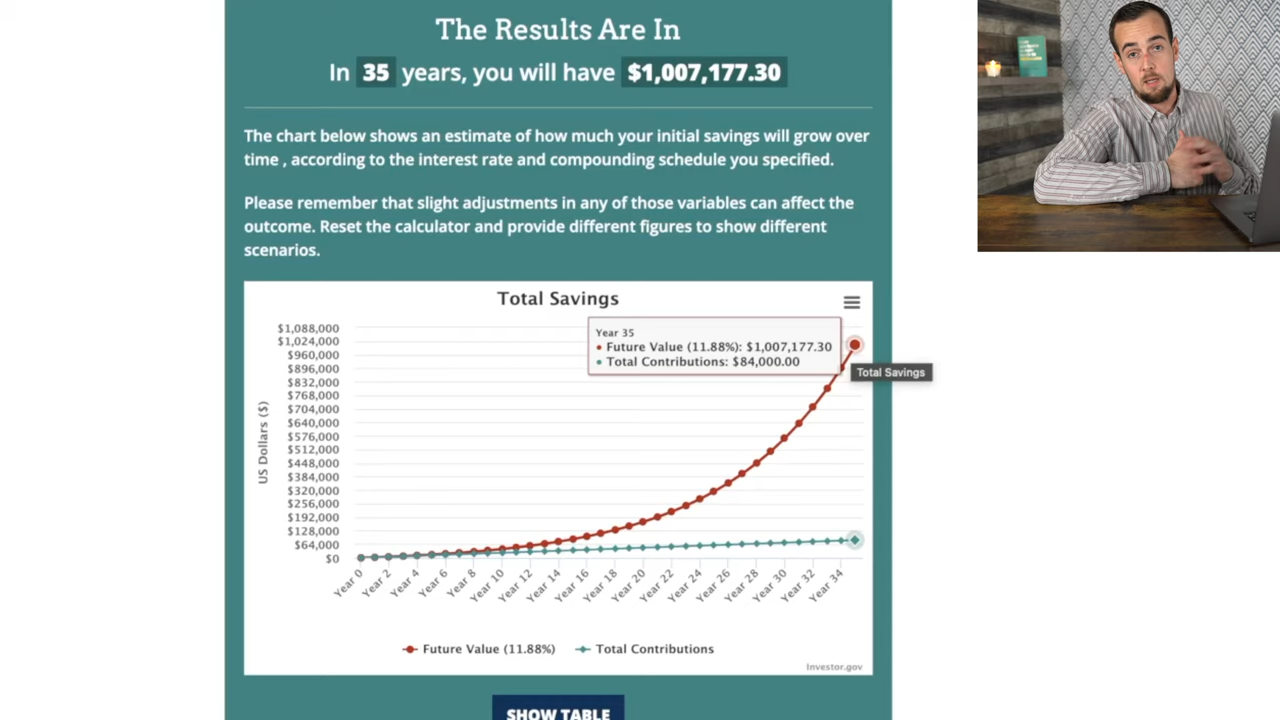 The Results Are In
In 35 years, you will have $1,007,177.30
The chart below shows an estimate of how much your initial savings will grow over
time , according to the interest rate and compounding schedule you specified.
Please remember that slight adjustments in any of those variables can affect the
outcome. Reset the calculator and provide different figures to show different
scenarios.
Total Savings
Year 35
Future Value (11.88%): $1,007,177.30
Total Contributions: $84,000.00
Total Savings
US Dollars ($)
$1,088,000
$1,024,000
$960,000
$896,000
$832,000
$768,000
$704,000
$640,000
$576,000
$512,000
$448,000
$384,000
$320,000
$256,000
$192,000
$128,000
$64,000
$0
Year 0
Year 2
Year 4
Year 6
Year 8
Year 10
Year 12
Year 14
Year 16
Year 18
Year 20
Year 22
Year 24
Year 26
Year 28
Year 30
Year 32
Year 34
Future Value (11.88%)
Total Contributions
Investor.gov
SHOW TABLE